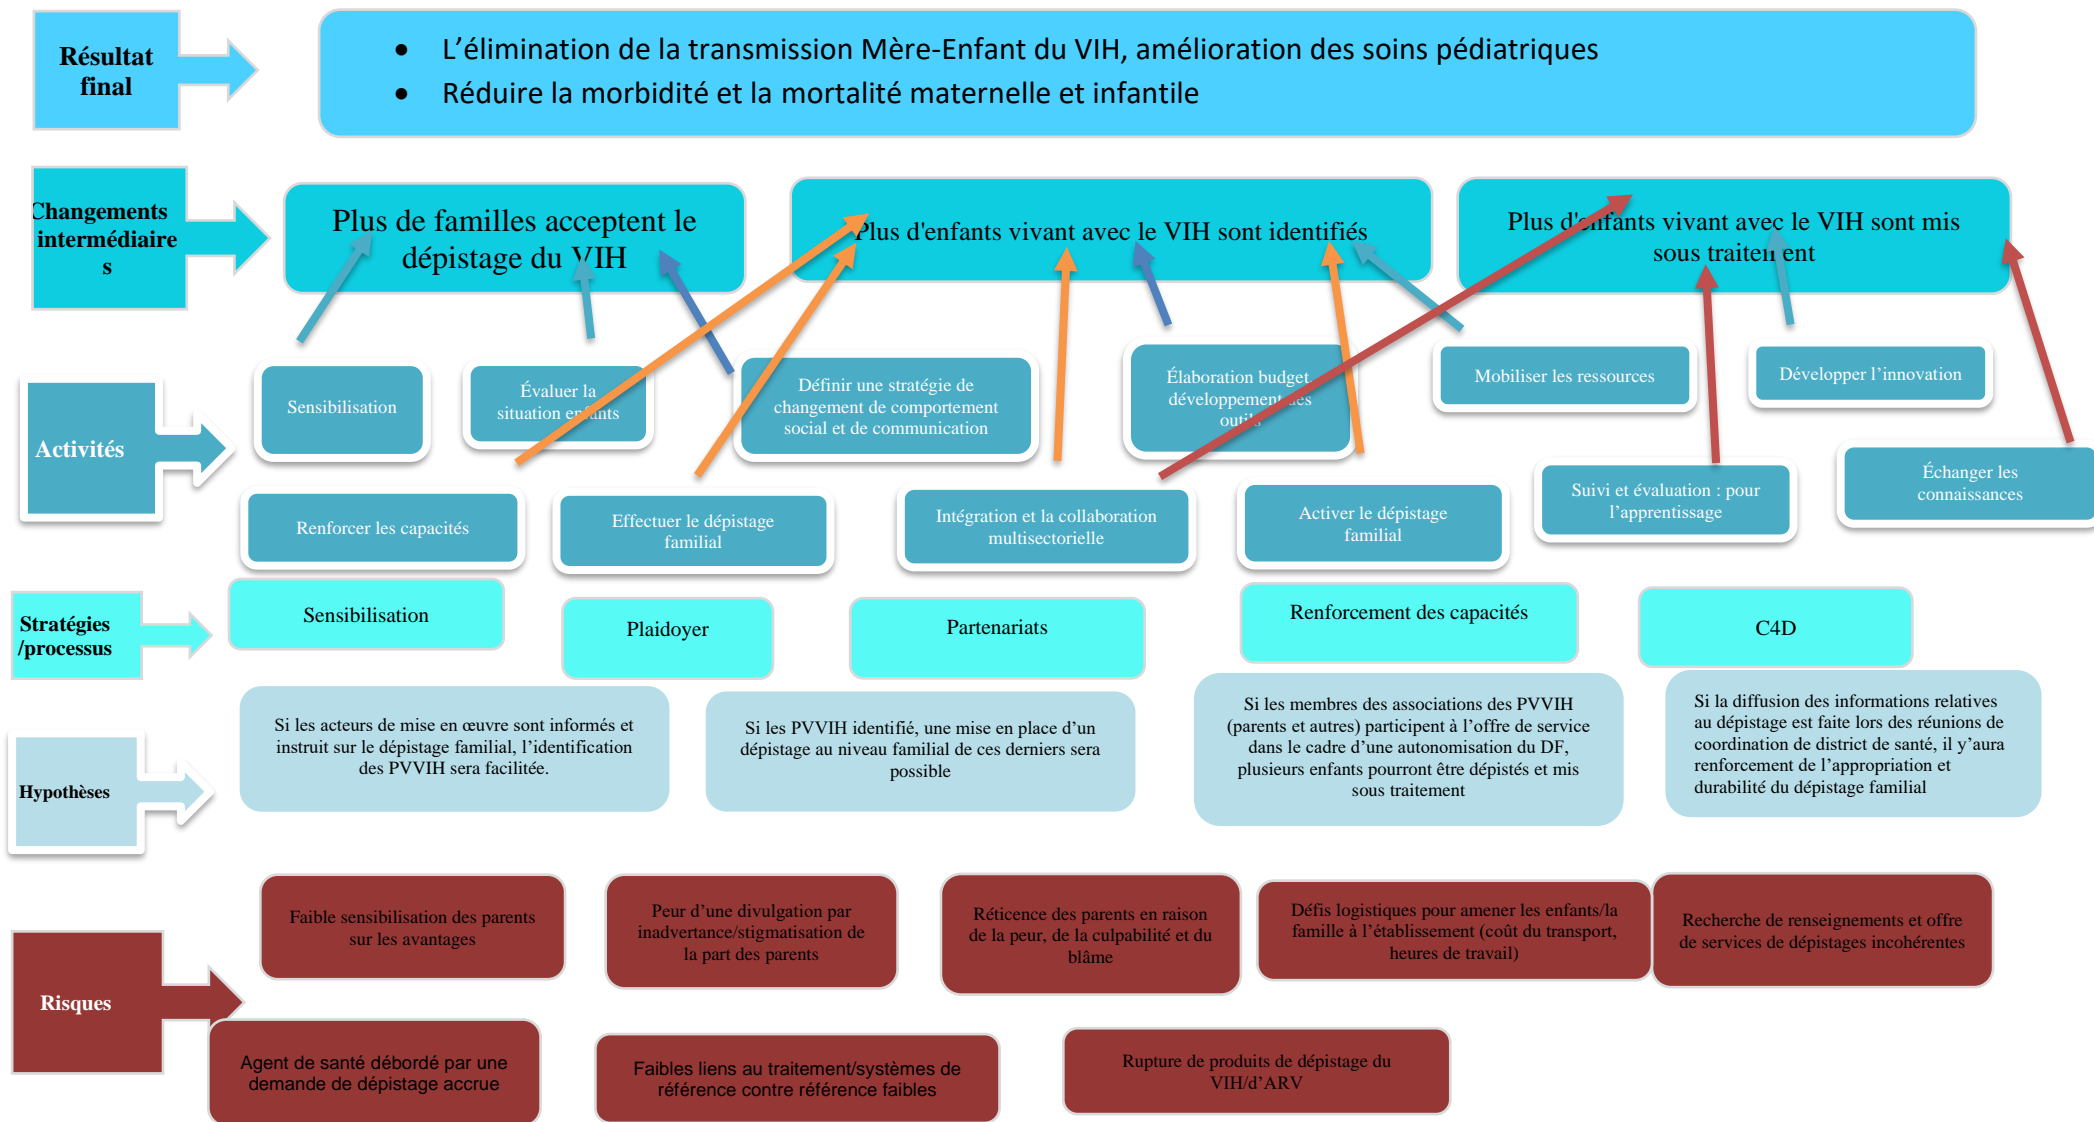 Résultat
final
• L’élimination de la transmission Mère-Enfant du VIH, amélioration des soins pédiatriques
• Réduire la morbidité et la mortalité maternelle et infantile
Changements
intermédiaire
s
Plus de familles acceptent le
dépistage du VIH
Plus d'enfants vivant avec le VIH sont identifiés
Plus d'enfants vivant avec le VIH sont mis
sous traitement
Activités
Sensibilisation
Évaluer la
situation enfants
Définir une stratégie de
changement de comportement
social et de communication
Élaboration budget,
développement des
outils
Mobiliser les ressources
Développer l’innovation
Renforcer les capacités
Effectuer le dépistage
familial
Intégration et la collaboration
multisectorielle
Activer le dépistage
familial
Suivi et évaluation : pour
l’apprentissage
Échanger les
connaissances
Stratégies
/processus
Sensibilisation
Plaidoyer
Partenariats
Renforcement des capacités
C4D
Hypothèses
Si les acteurs de mise en œuvre sont informés et
instruit sur le dépistage familial, l’identification
des PVVIH sera facilitée.
Si les PVVIH identifié, une mise en place d’un
dépistage au niveau familial de ces derniers sera
possible
Si les membres des associations des PVVIH
(parents et autres) participent à l’offre de service
dans le cadre d’une autonomisation du DF,
plusieurs enfants pourront être dépistés et mis
sous traitement
Si la diffusion des informations relatives
au dépistage est faite lors des réunions de
coordination de district de santé, il y’aura
renforcement de l’appropriation et
durabilité du dépistage familial
Risques
Faible sensibilisation des parents
sur les avantages
Peur d’une divulgation par
inadvertance/stigmatisation de
la part des parents
Réticence des parents en raison
de la peur, de la culpabilité et du
blâme
Défis logistiques pour amener les enfants/la
famille à l’établissement (coût du transport,
heures de travail)
Recherche de renseignements et offre
de services de dépistages incohérentes
Agent de santé débordé par une
demande de dépistage accrue
Faibles liens au traitement/systèmes de
référence contre référence faibles
Rupture de produits de dépistage du
VIH/d’ARV